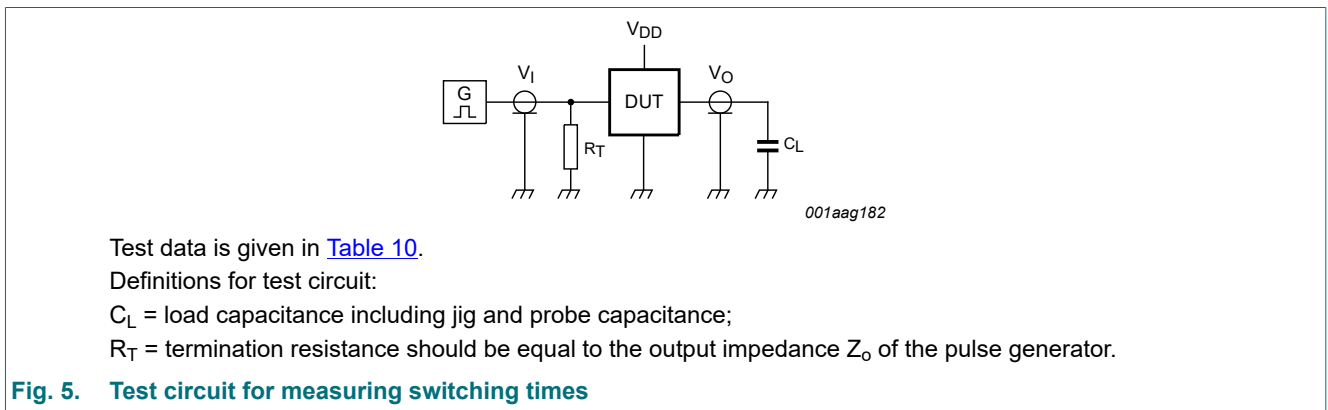 VDD
VI
VO
G
DUT
RT
CL
001aag182
Test data is given in Table 10.
Definitions for test circuit:
CL = load capacitance including jig and probe capacitance;
RT = termination resistance should be equal to the output impedance Zo of the pulse generator.
Fig. 5. Test circuit for measuring switching times